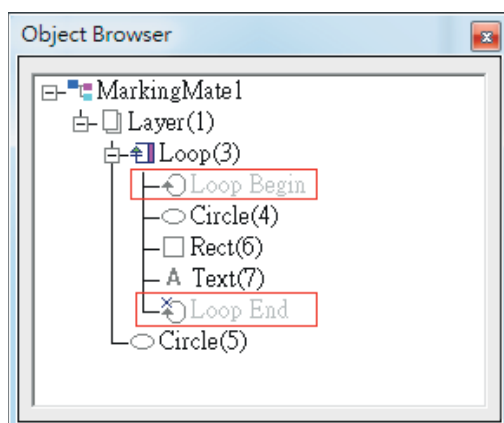 Object Browser
MarkingMate1
Layer(1)
Loop(3)
Loop Begin
Circle(4)
Rect(6)
A Text(7)
Loop End
Circle(5)